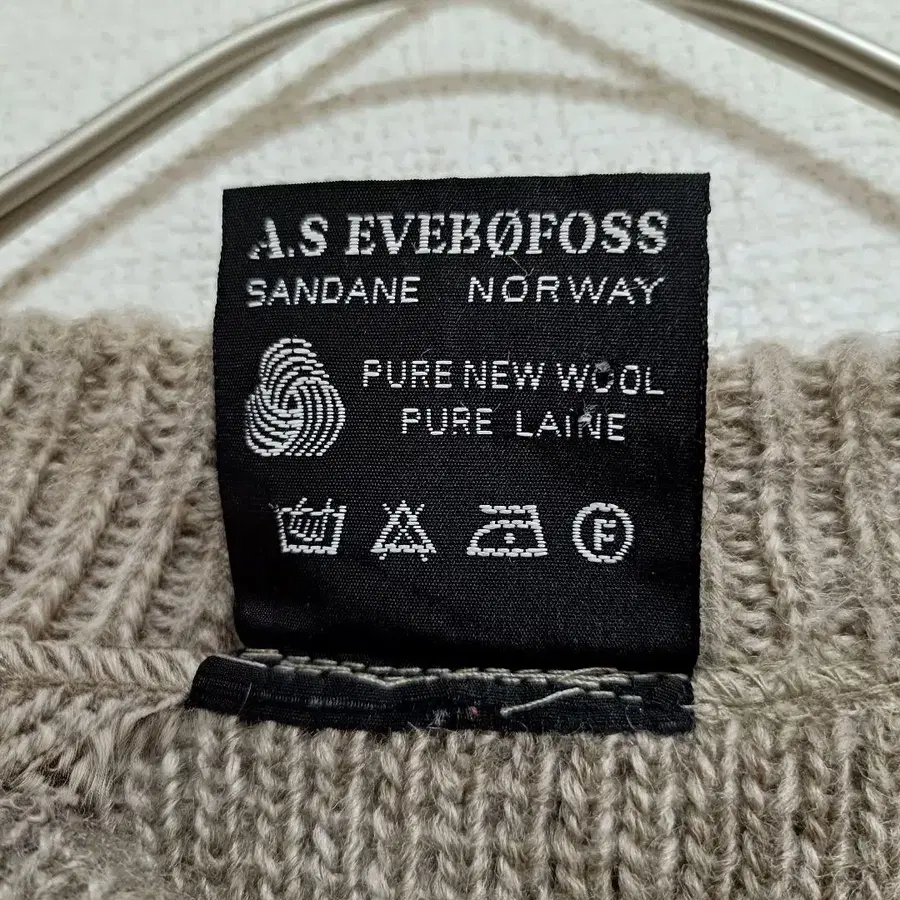 A.S EVEBØFOSS
SANDANE NORWAY
PURE NEW WOOL
PURE LAINE
F